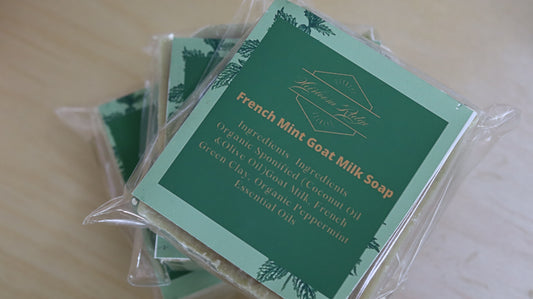 French Mint Goat Milk Soap
Ingredients Ingredients
Organic Sponified (Coconut Oil
&Olive Oil)Goat Milk, French
Green Clay, Organic Peppermint
Essential Oils